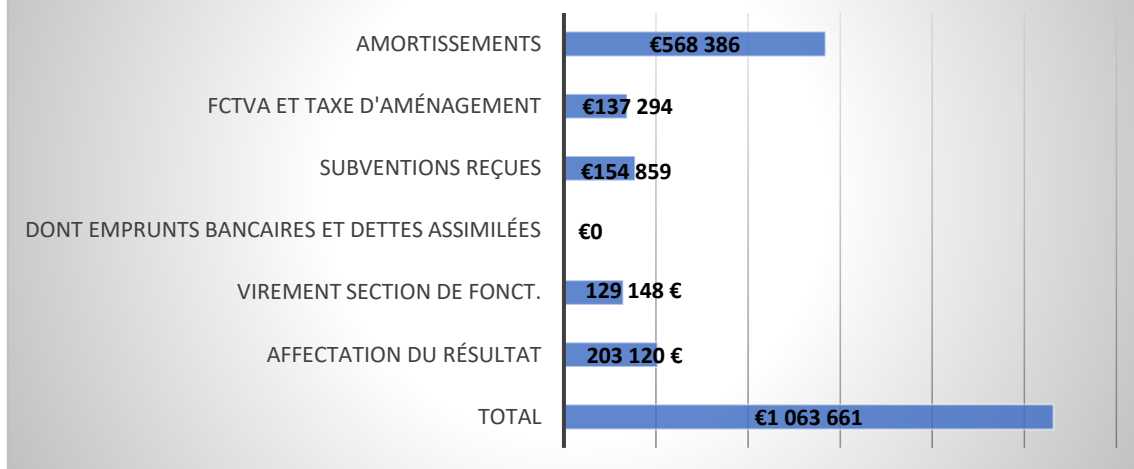 AMORTISSEMENTS €568 386
FCTVA ET TAXE D'AMÉNAGEMENT €137 294
SUBVENTIONS REÇUES €154 859
DONT EMPRUNTS BANCAIRES ET DETTES ASSIMILÉES €0
VIREMENT SECTION DE FONCT. 129 148 €
AFFECTATION DU RÉSULTAT 203 120 €
TOTAL €1 063 661